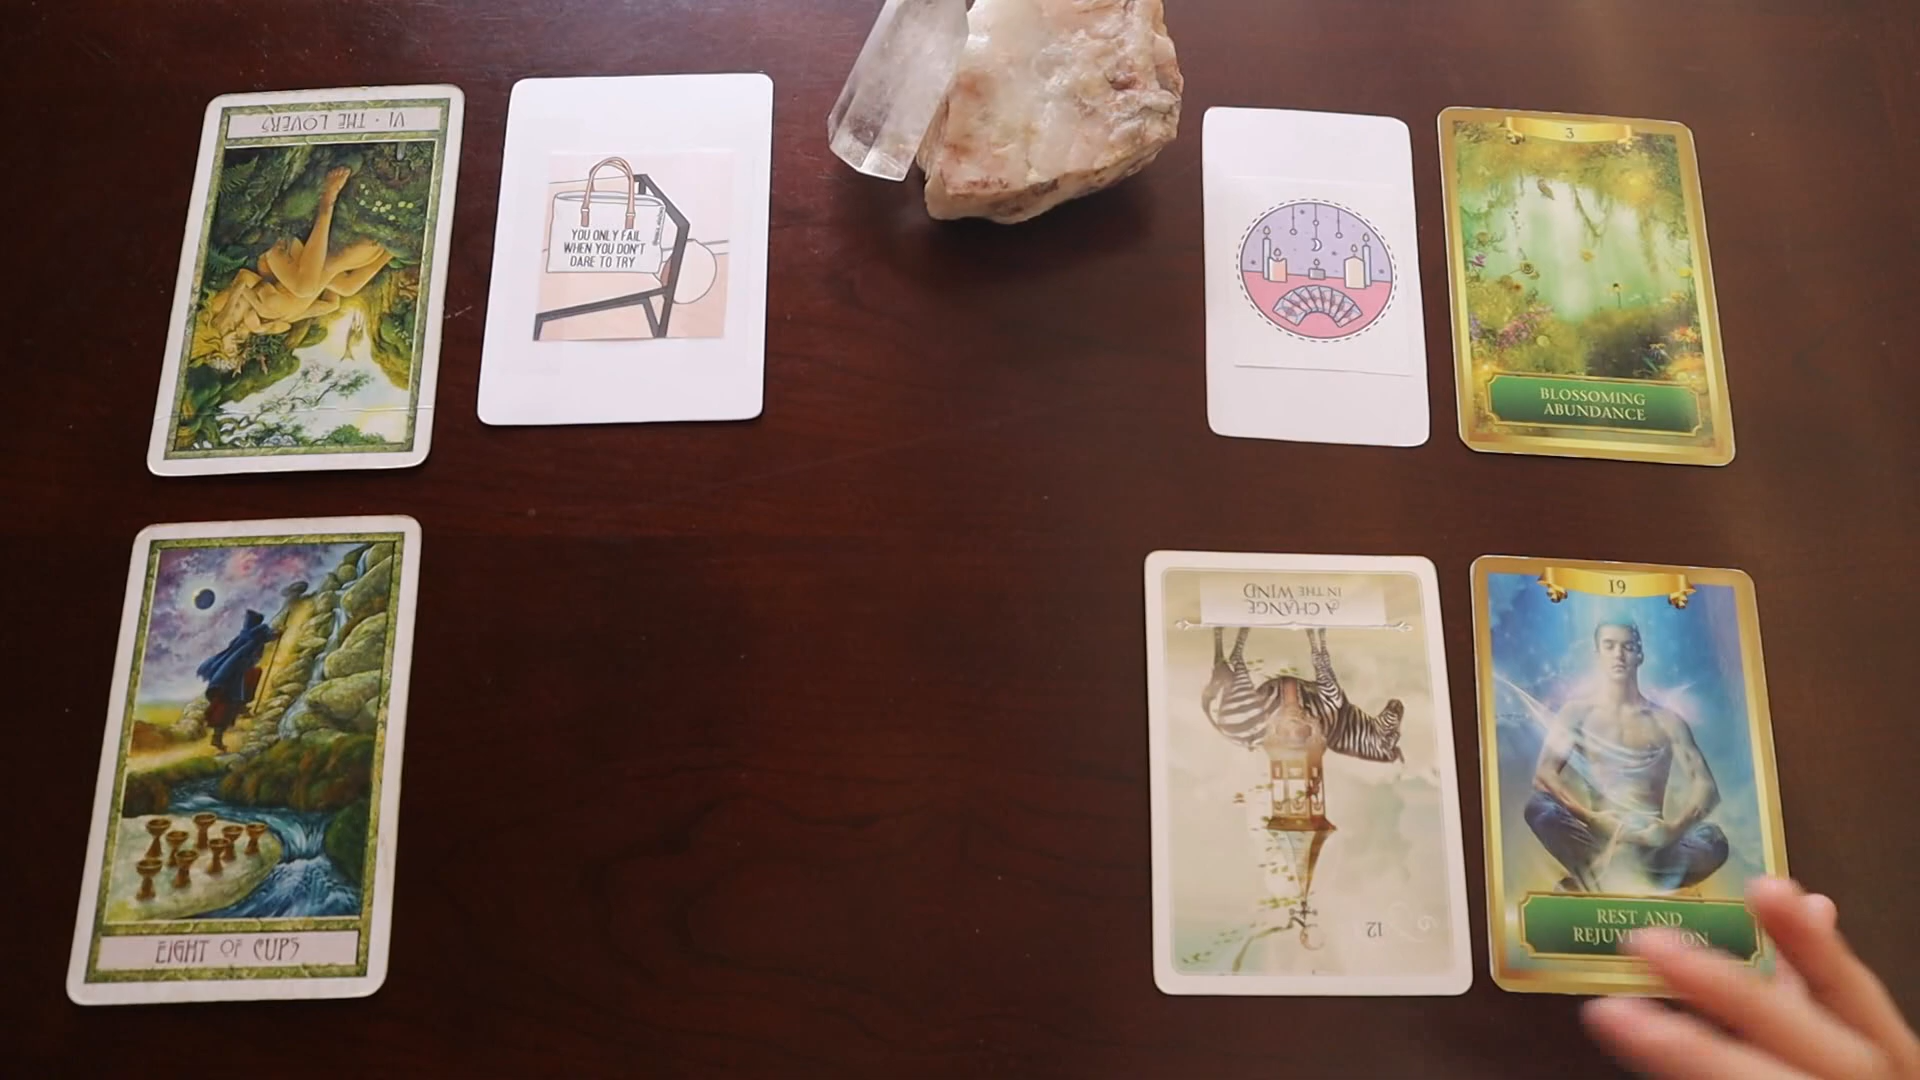 VI · THE LOVERS
YOU ONLY FAIL
WHEN YOU DON'T
DARE TO TRY
3
BLOSSOMING
ABUNDANCE
EIGHT OF CUPS
A CHANGE
IN THE WIND
12
19
REST AND